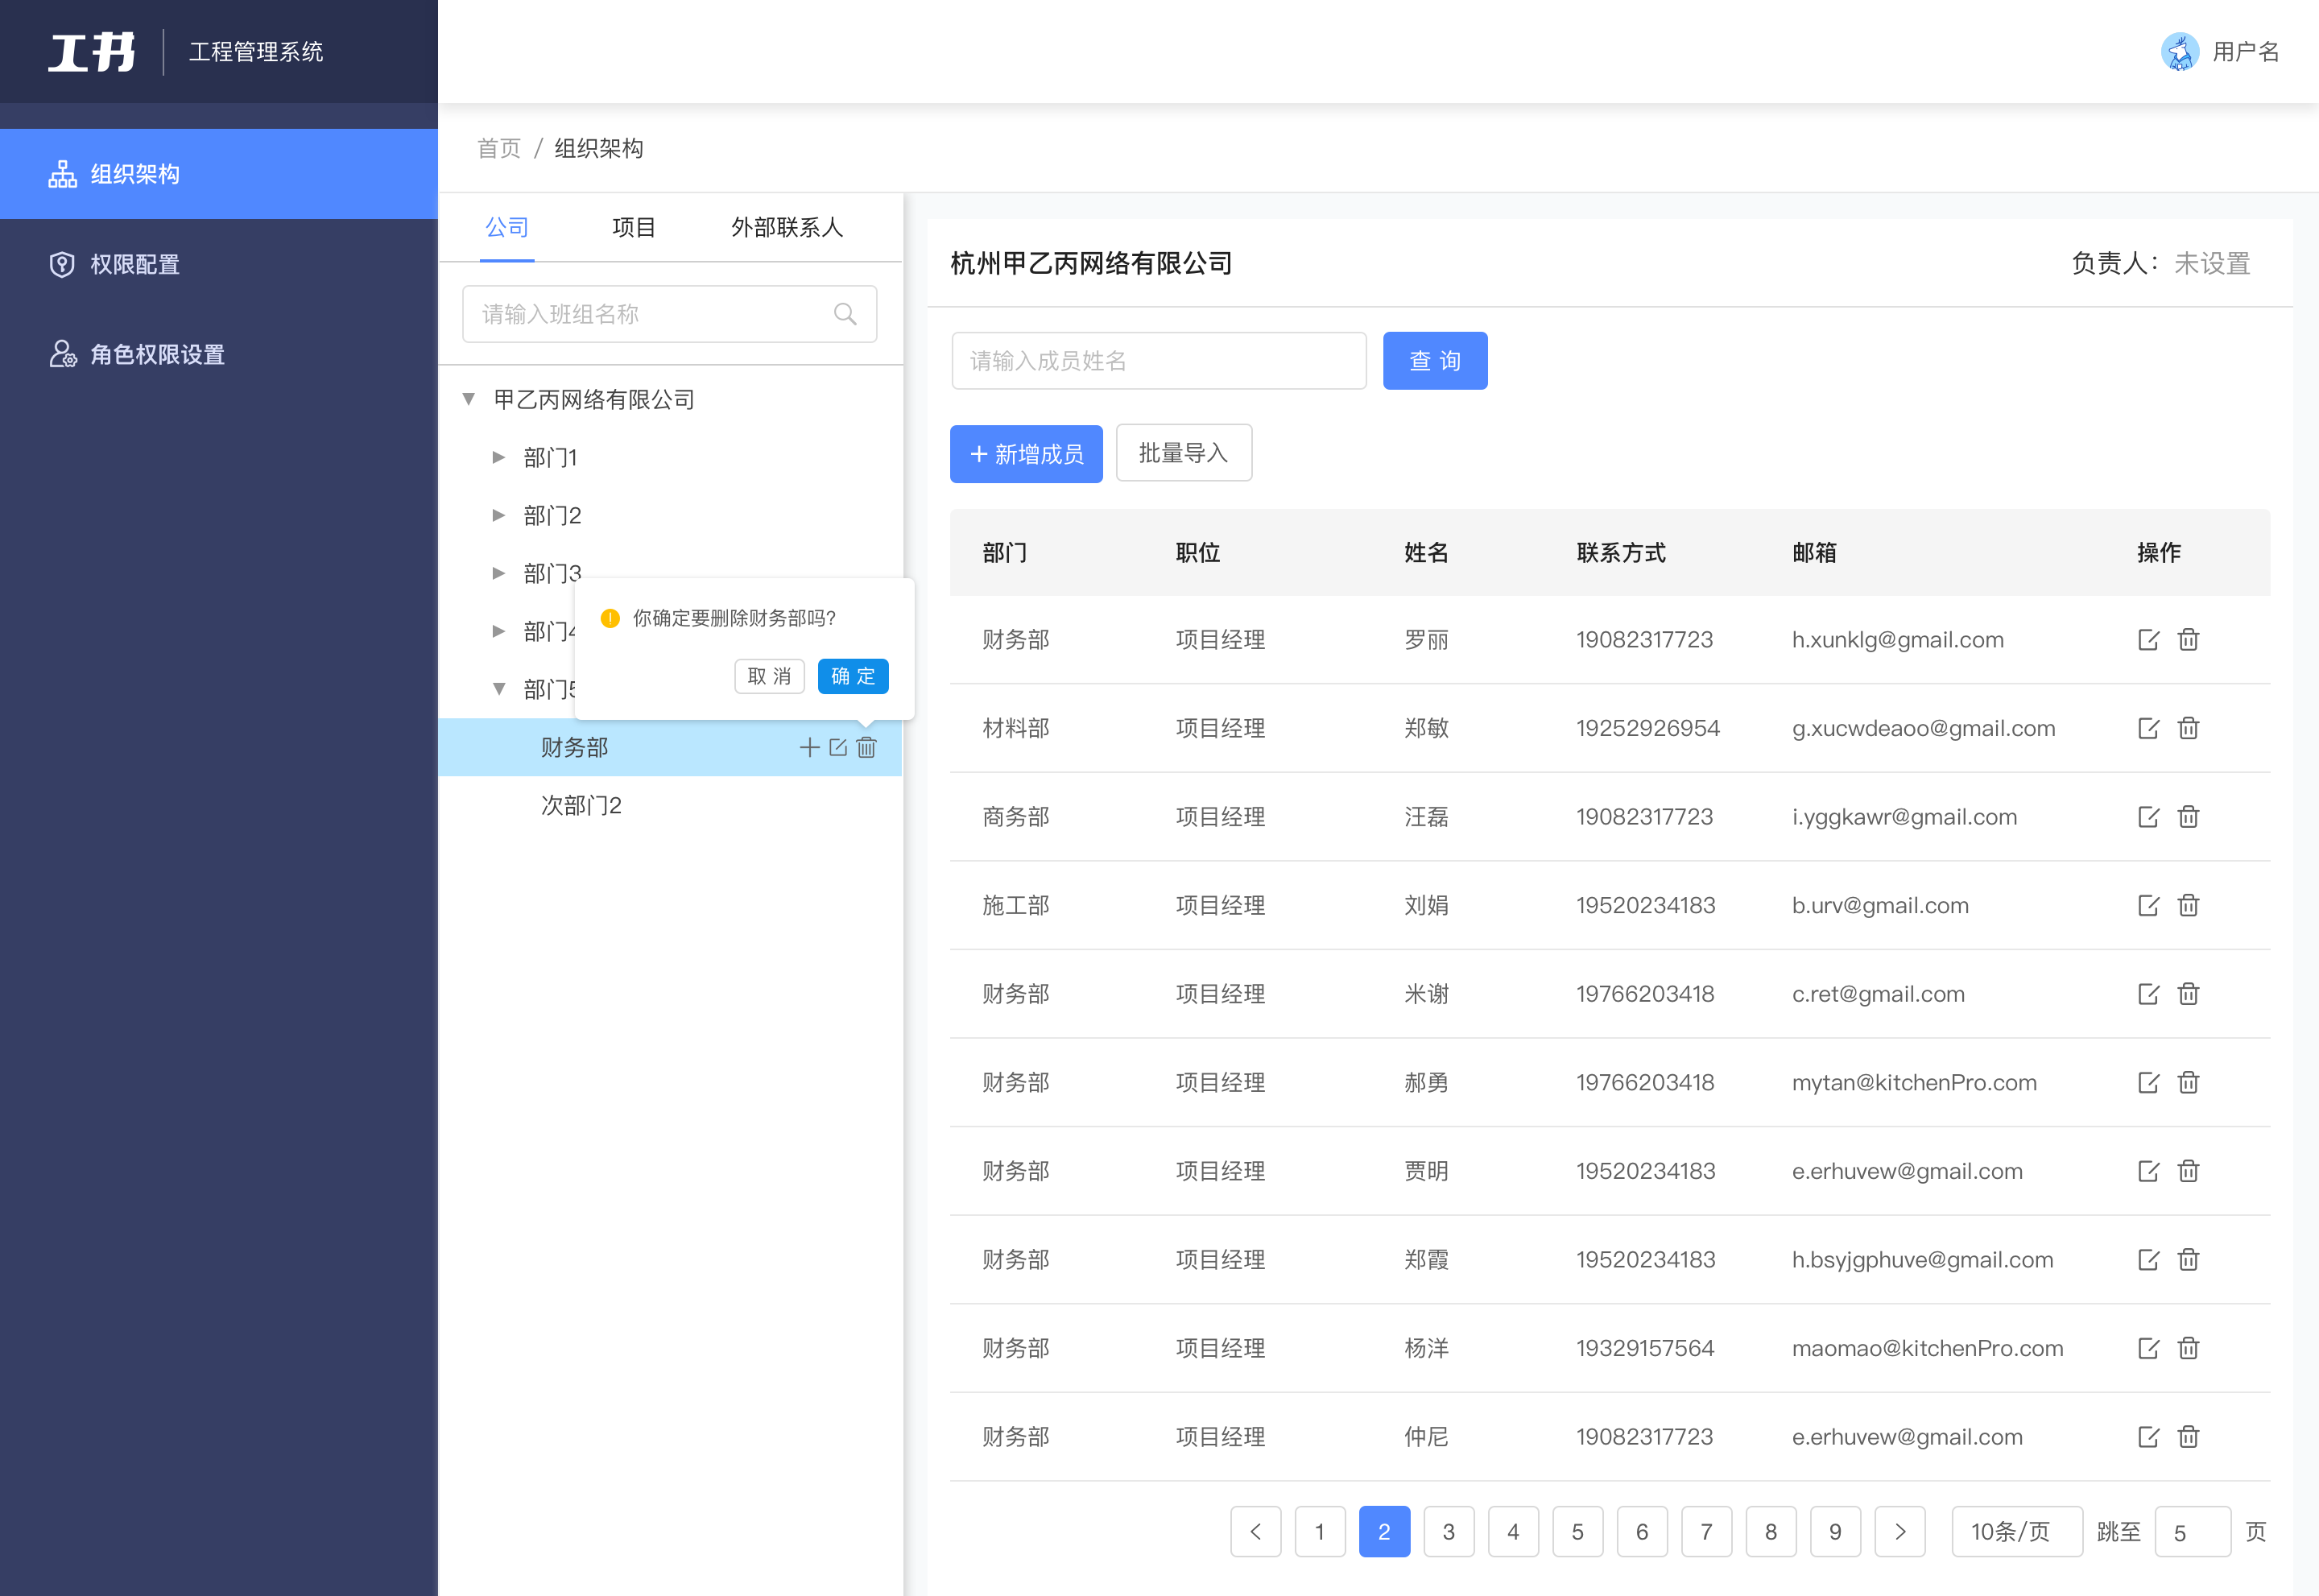 工书 工程管理系统
用户名
组织架构
权限配置
角色权限设置
首页 / 组织架构
公司 项目 外部联系人
请输入班组名称
甲乙丙网络有限公司
部门1
部门2
部门3
部门4
部门5
你确定要删除财务部吗?
取 消 确 定
财务部
次部门2
杭州甲乙丙网络有限公司 负责人: 未设置
请输入成员姓名 查 询
新增成员 批量导入
部门 职位 姓名 联系方式 邮箱 操作
财务部 项目经理 罗丽 19082317723 h.xunklg@gmail.com
材料部 项目经理 郑敏 19252926954 g.xucwdeaoo@gmail.com
商务部 项目经理 汪磊 19082317723 i.yggkawr@gmail.com
施工部 项目经理 刘娟 19520234183 b.urv@gmail.com
财务部 项目经理 米谢 19766203418 c.ret@gmail.com
财务部 项目经理 郝勇 19766203418 mytan@kitchenPro.com
财务部 项目经理 贾明 19520234183 e.erhuvew@gmail.com
财务部 项目经理 郑霞 19520234183 h.bsyjgphuve@gmail.com
财务部 项目经理 杨洋 19329157564 maomao@kitchenPro.com
财务部 项目经理 仲尼 19082317723 e.erhuvew@gmail.com
< 1 2 3 4 5 6 7 8 9 > 10条/页 跳至 5 页